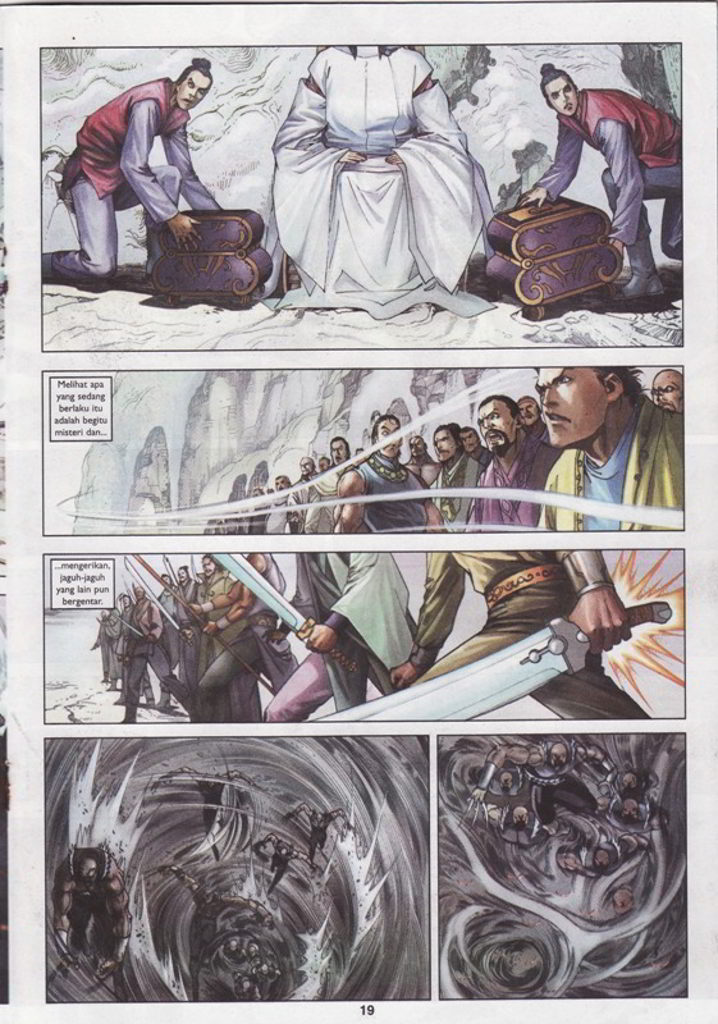 Melihat apa
yang sedang
berlaku itu
adalah begitu
misteri dan...
...mengerikan,
jaguh-jaguh
yang lain pun
bergentar.
19